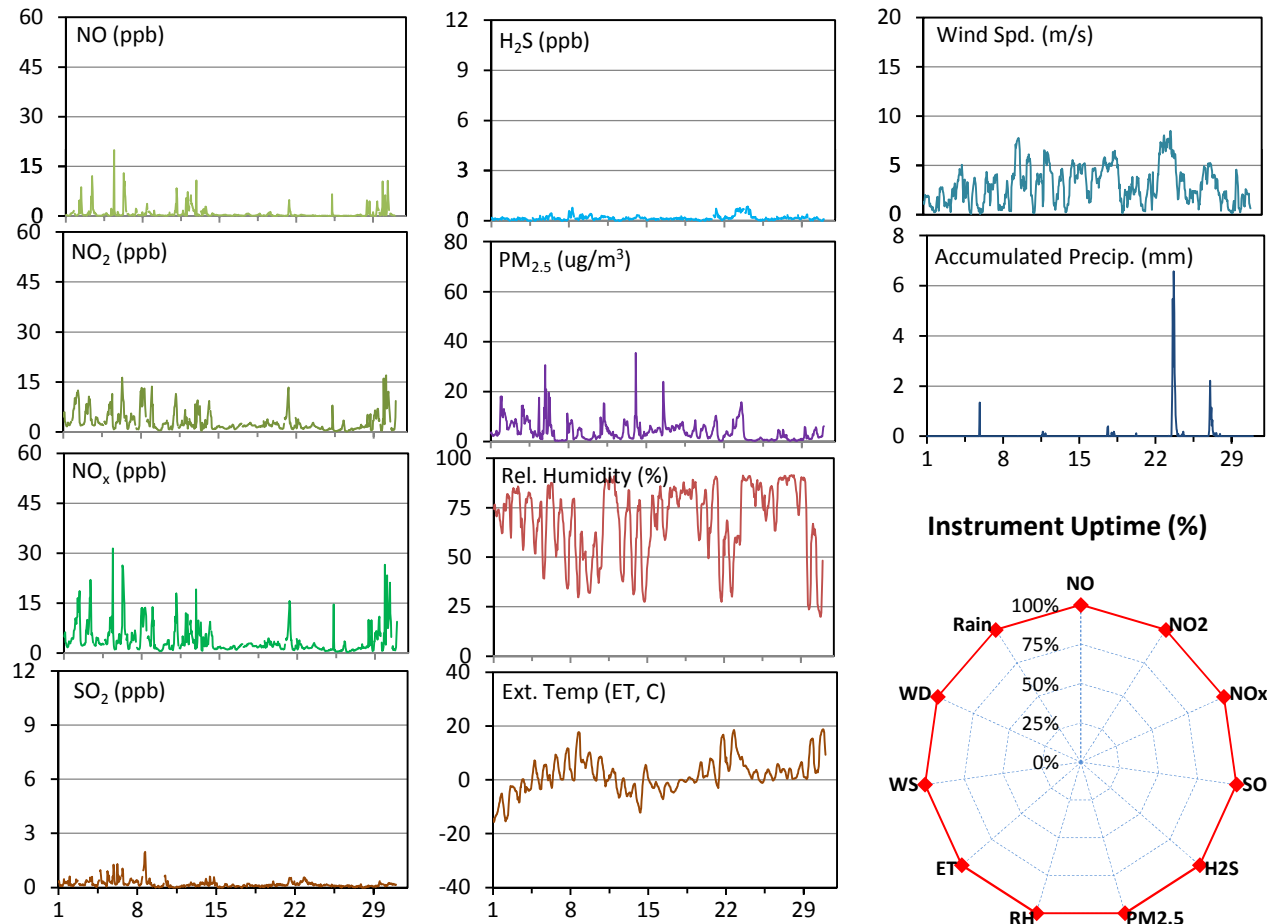 NO (ppb)
60
45
30
15
0
NO2 (ppb)
60
45
30
15
0
NOx (ppb)
60
45
30
15
0
SO2 (ppb)
12
9
6
3
0
1 8 15 22 29
H2S (ppb)
12
9
6
3
0
PM2.5 (ug/m3)
80
60
40
20
0
Rel. Humidity (%)
100
75
50
25
0
Ext. Temp (ET, C)
40
20
0
-20
-40
1 8 15 22 29
Wind Spd. (m/s)
20
15
10
5
0
Accumulated Precip. (mm)
8
6
4
2
0
1 8 15 22 29
Instrument Uptime (%)
NO
NO2
NOx
SO
H2S
PM2.5
RH
ET
WS
WD
Rain
100%
75%
50%
25%
0%